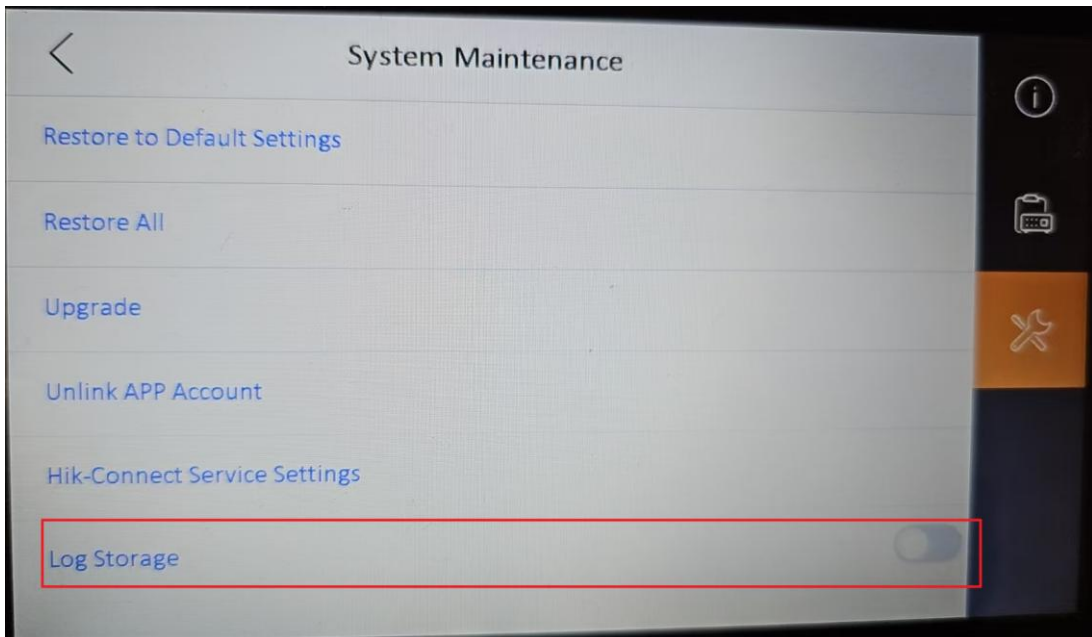 System Maintenance
Restore to Default Settings
Restore All
Upgrade
Unlink APP Account
Hik-Connect Service Settings
Log Storage